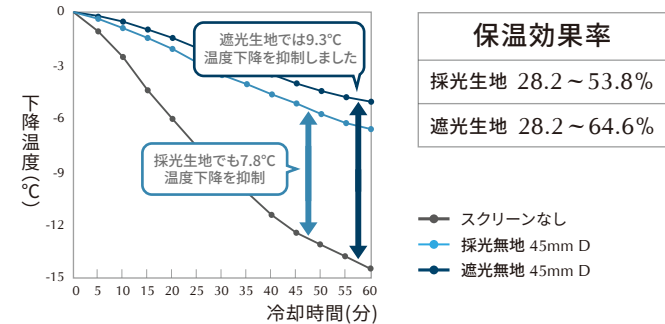 0
-3
-6
-9
-12
-15
下降温度(℃)
0 5 10 15 20 25 30 35 40 45 50 55 60
冷却時間(分)
遮光生地では9.3℃
温度下降を抑制しました
採光生地でも7.8℃
温度下降を抑制
保温効果率
採光生地 28.2~53.8%
遮光生地 28.2~64.6%
スクリーンなし
採光無地 45mm D
遮光無地 45mm D